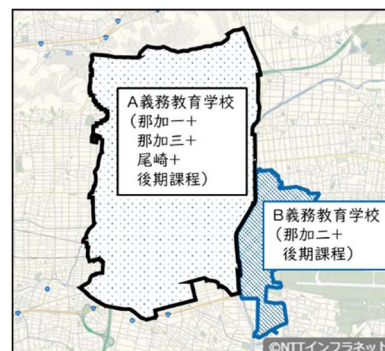 A義務教育学校
（那加一＋
那加三＋
尾崎＋
後期課程）
B義務教育学校
（那加二＋
後期課程）
©NTTインフラネット